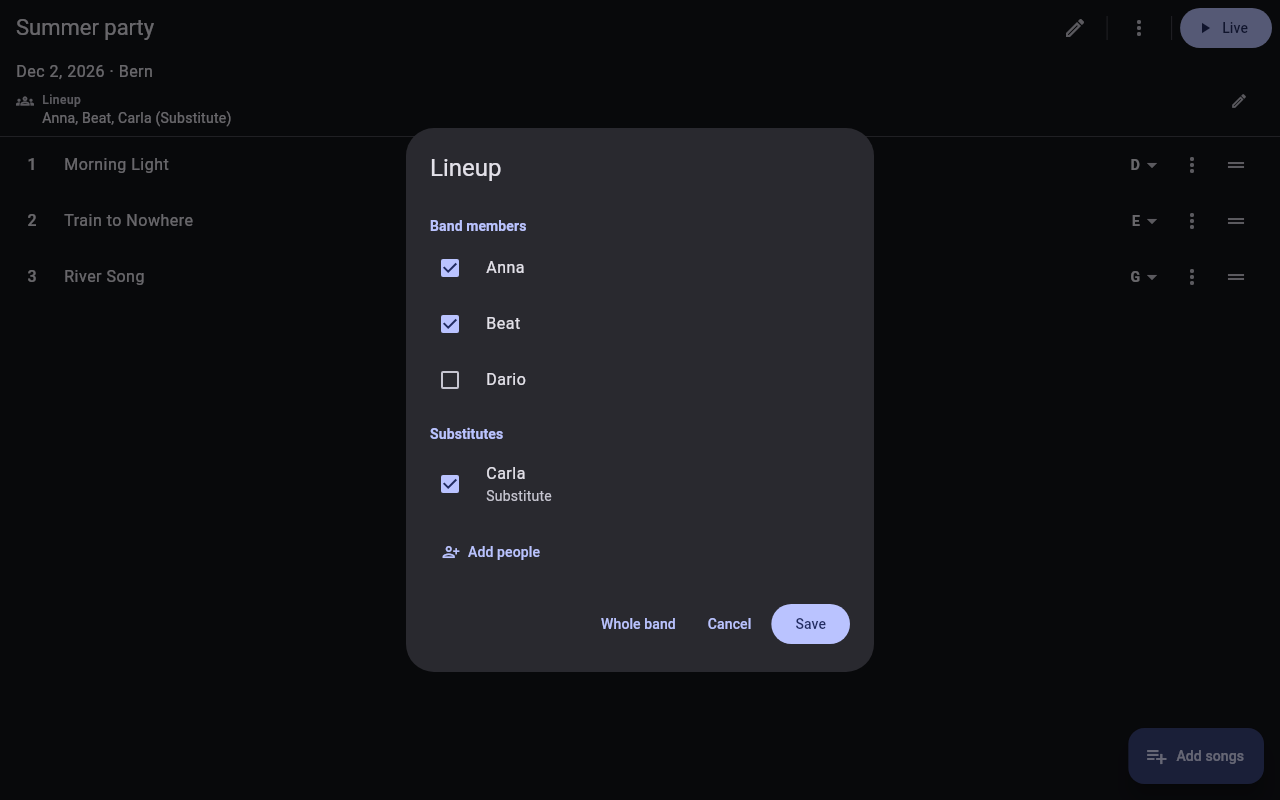 Summer party
Live
Dec 2, 2026 · Bern
Lineup
Anna, Beat, Carla (Substitute)
1 Morning Light D
2 Train to Nowhere E
3 River Song G
Lineup
Band members
Anna
Beat
Dario
Substitutes
Carla
Substitute
Add people
Whole band Cancel Save
Add songs